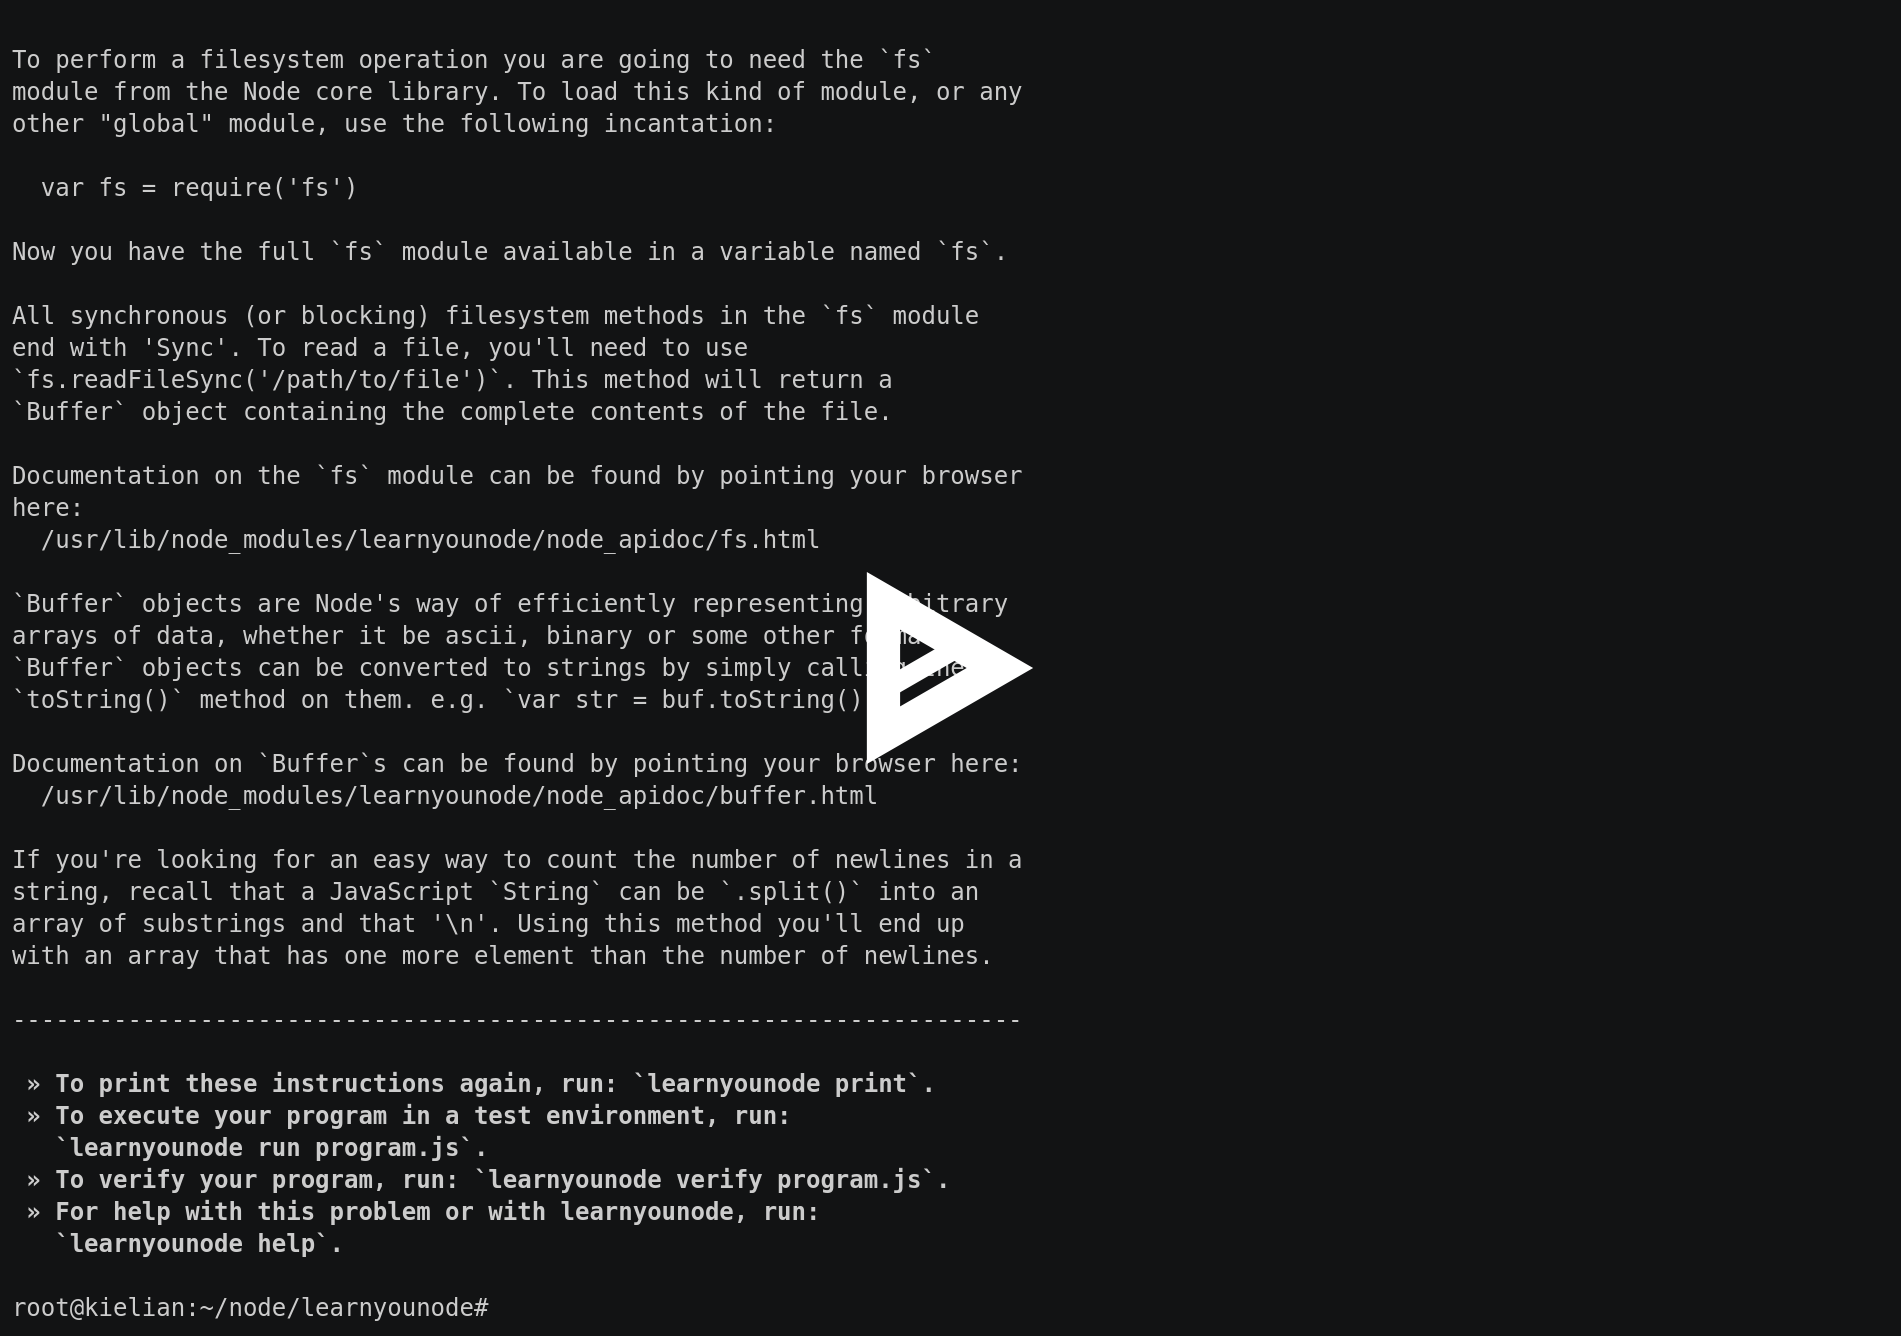 To perform a filesystem operation you are going to need the `fs`
module from the Node core library. To load this kind of module, or any
other "global" module, use the following incantation:
var fs = require('fs')
Now you have the full `fs` module available in a variable named `fs`.
All synchronous (or blocking) filesystem methods in the `fs` module
end with 'Sync'. To read a file, you'll need to use
`fs.readFileSync('/path/to/file')`. This method will return a
`Buffer` object containing the complete contents of the file.
Documentation on the `fs` module can be found by pointing your browser
here:
/usr/lib/node_modules/learnyounode/node_apidoc/fs.html
`Buffer` objects are Node's way of efficiently representing
arrays of data, whether it be ascii, binary or some other
`Buffer` objects can be converted to strings by simply
`toString()` method on them. e.g. `var str = buf.toString()
Documentation on `Buffer`s can be found by pointing your browser here:
/usr/lib/node_modules/learnyounode/node_apidoc/buffer.html
If you're looking for an easy way to count the number of newlines in a
string, recall that a JavaScript `String` can be `.split()` into an
array of substrings and that '\n'. Using this method you'll end up
with an array that has one more element than the number of newlines.
----------------------------------------------------------------------
» To print these instructions again, run: `learnyounode print`.
» To execute your program in a test environment, run:
`learnyounode run program.js`.
» To verify your program, run: `learnyounode verify program.js`.
» For help with this problem or with learnyounode, run:
`learnyounode help`.
root@kielian:~/node/learnyounode#